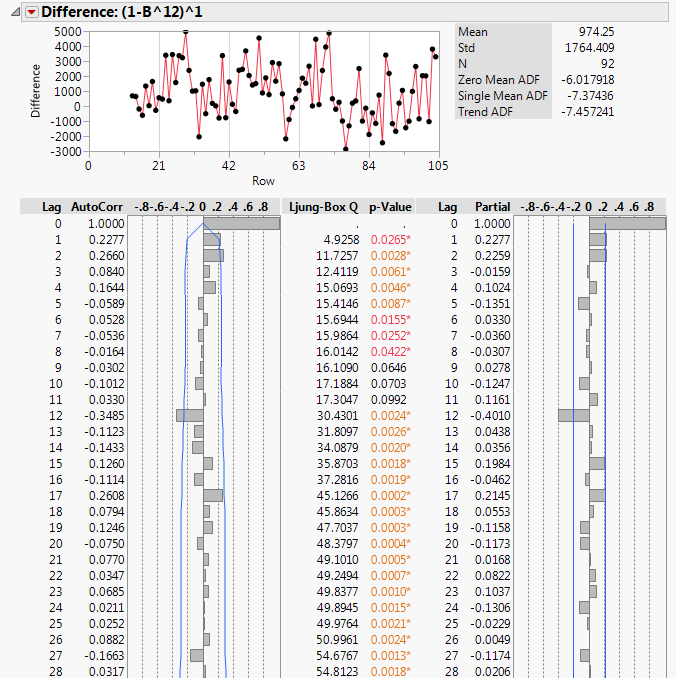 Difference: (1-B^12)^1
5000
4000
3000
2000
1000
0
-1000
-2000
-3000
Difference
0 21 42 63 84 105
Row
Mean 974.25
Std 1764.409
N 92
Zero Mean ADF -6.017918
Single Mean ADF -7.37436
Trend ADF -7.457241
Lag AutoCorr -.8-.6-.4-.2 0 .2 .4 .6 .8 Ljung-Box Q p-Value Lag Partial -.8-.6-.4-.2 0 .2 .4 .6 .8
0 1.0000 . . 0 1.0000
1 0.2277 4.9258 0.0265* 1 0.2277
2 0.2660 11.7257 0.0028* 2 0.2259
3 0.0840 12.4119 0.0061* 3 -0.0159
4 0.1644 15.0693 0.0046* 4 0.1024
5 -0.0589 15.4146 0.0087* 5 -0.1351
6 0.0528 15.6944 0.0155* 6 0.0330
7 -0.0536 15.9864 0.0252* 7 -0.0360
8 -0.0164 16.0142 0.0422* 8 -0.0307
9 -0.0302 16.1090 0.0646 9 0.0278
10 -0.1012 17.1884 0.0703 10 -0.1247
11 0.0330 17.3047 0.0992 11 0.1161
12 -0.3485 30.4301 0.0024* 12 -0.4010
13 -0.1123 31.8097 0.0026* 13 0.0438
14 -0.1433 34.0879 0.0020* 14 0.0356
15 0.1260 35.8703 0.0018* 15 0.1984
16 -0.1114 37.2816 0.0019* 16 -0.0462
17 0.2608 45.1266 0.0002* 17 0.2145
18 0.0794 45.8634 0.0003* 18 0.0553
19 0.1246 47.7037 0.0003* 19 -0.1158
20 -0.0750 48.3797 0.0004* 20 -0.1173
21 0.0770 49.1010 0.0005* 21 0.0168
22 0.0347 49.2494 0.0007* 22 0.0822
23 0.0685 49.8377 0.0010* 23 0.1037
24 0.0211 49.8945 0.0015* 24 -0.1306
25 0.0252 49.9764 0.0021* 25 -0.0229
26 0.0882 50.9961 0.0024* 26 0.0049
27 -0.1663 54.6767 0.0013* 27 -0.1174
28 0.0317 54.8123 0.0018* 28 0.0206